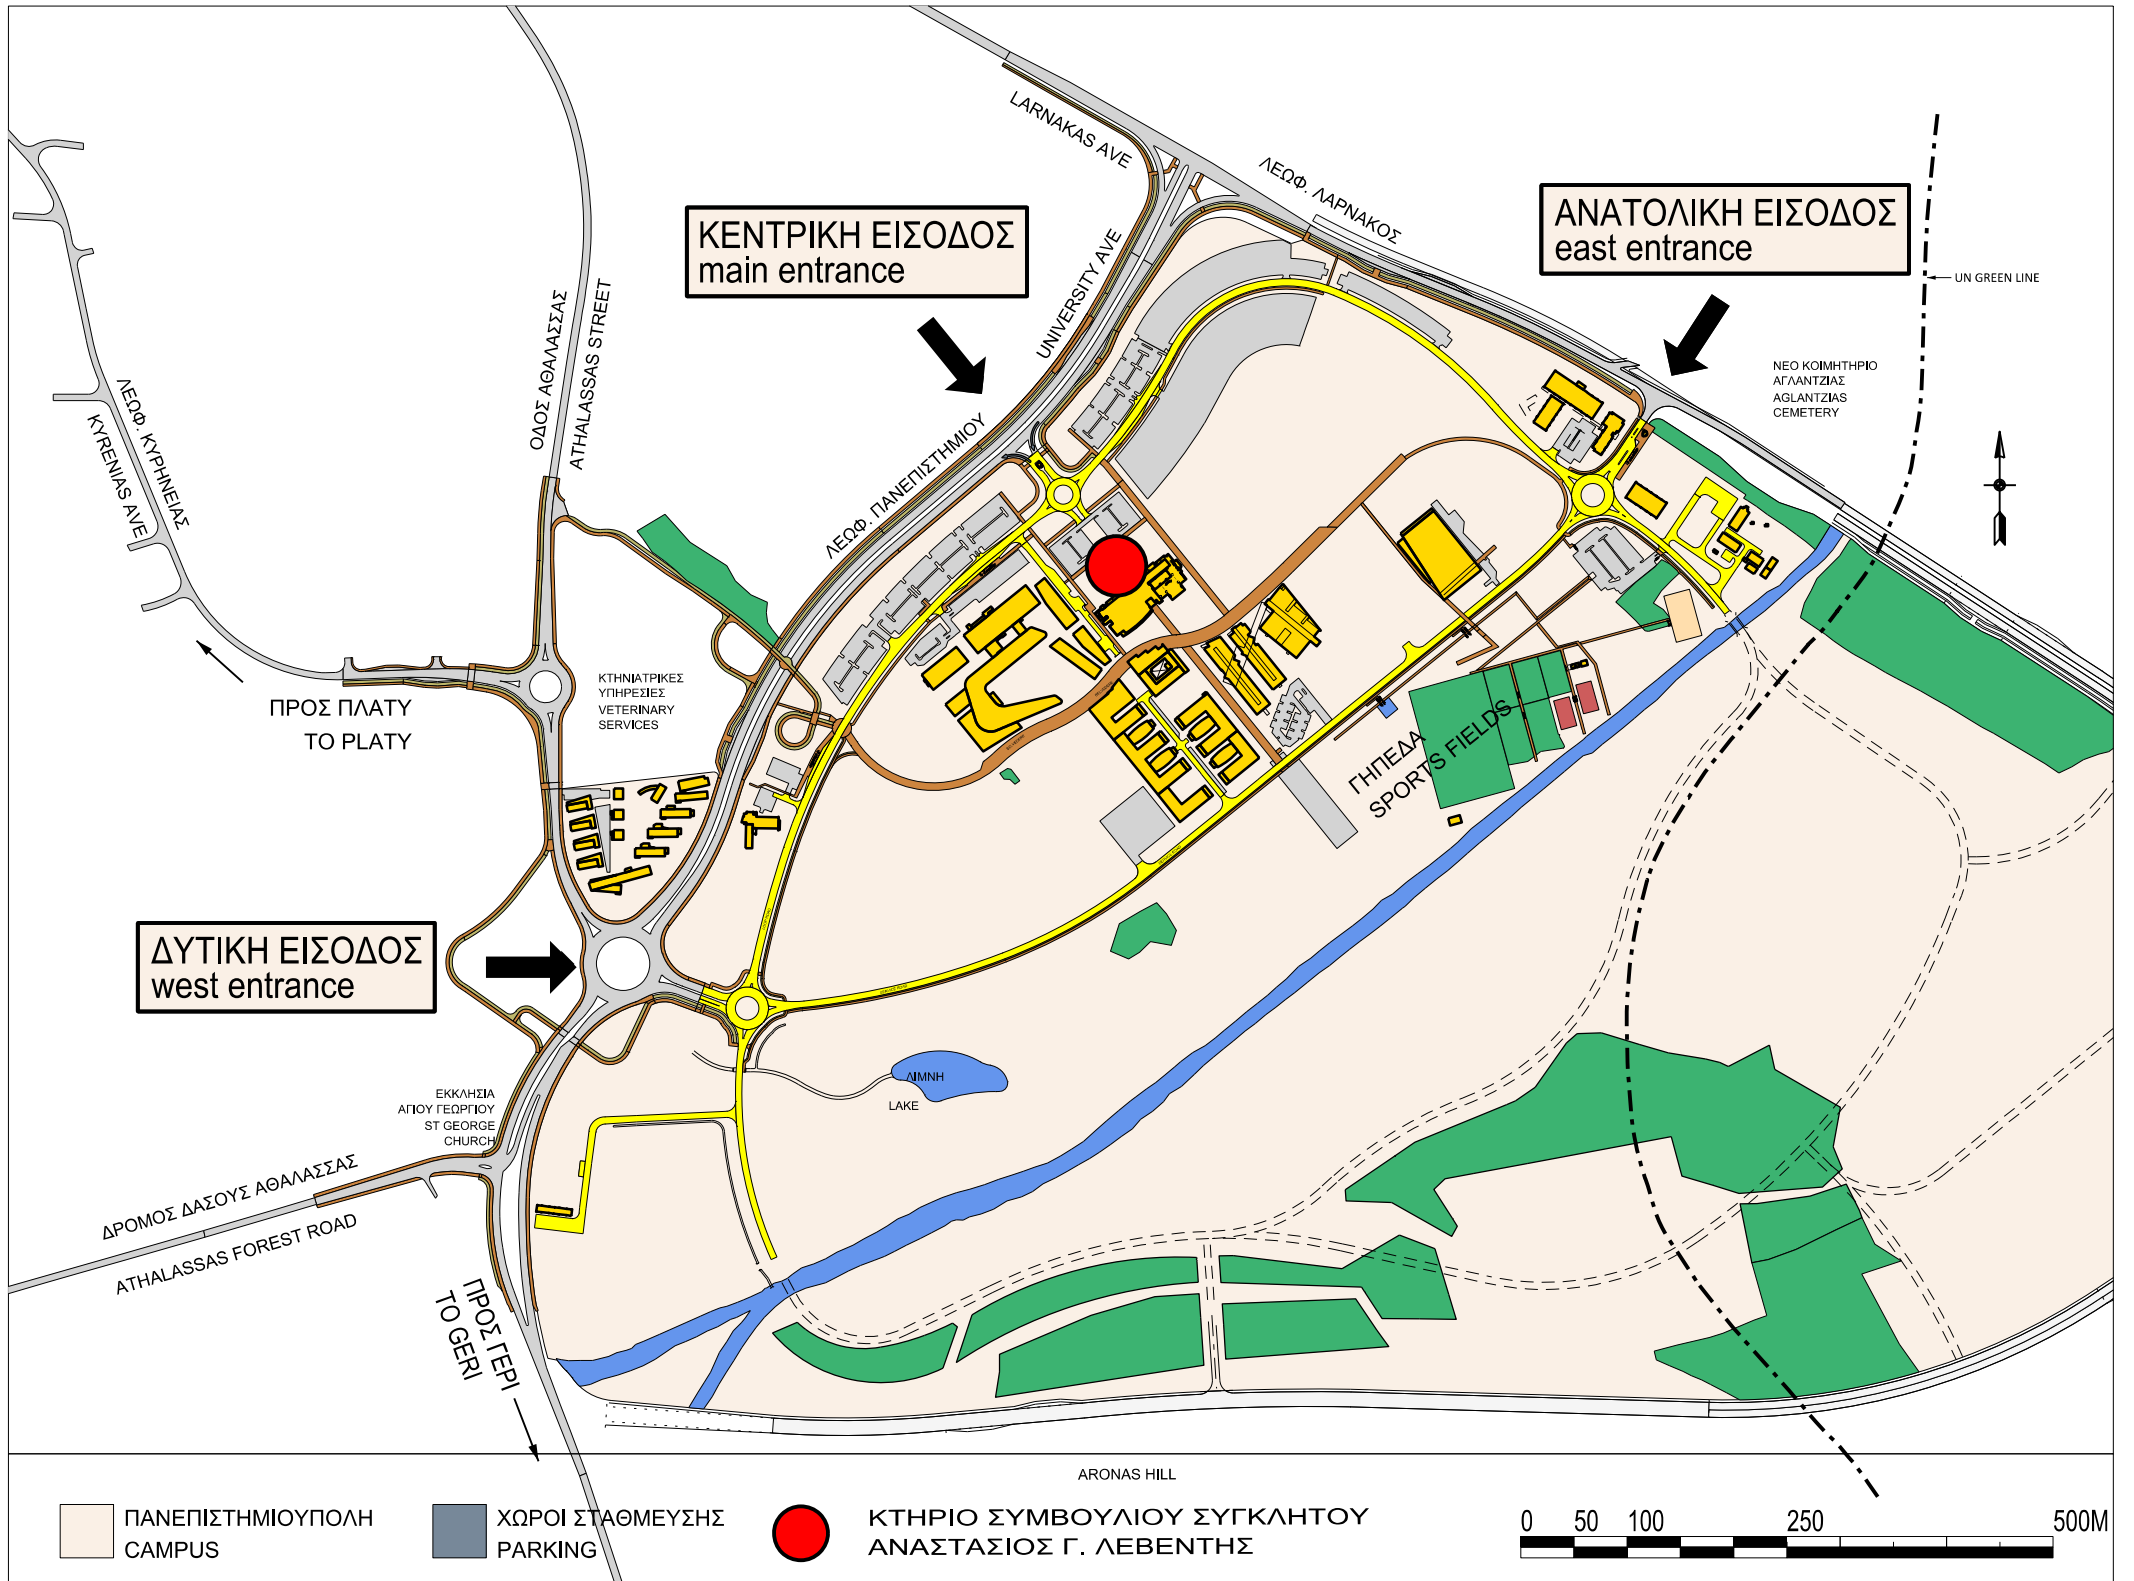 LARNAKAS AVE
ΛΕΩΦ. ΛΑΡΝΑΚΟΣ
ΚΕΝΤΡΙΚΗ ΕΙΣΟΔΟΣ
main entrance
ΑΝΑΤΟΛΙΚΗ ΕΙΣΟΔΟΣ
east entrance
UN GREEN LINE
UNIVERSITY AVE
ΛΕΩΦ. ΠΑΝΕΠΙΣΤΗΜΙΟΥ
ΟΔΟΣ ΑΘΑΛΑΣΣΑΣ
ATHALASSAS STREET
ΛΕΩΦ. ΚΥΡΗΝΕΙΑΣ
KYRENIAS AVE
ΝΕΟ ΚΟΙΜΗΤΗΡΙΟ
ΑΓΛΑΝΤΖΙΑΣ
AGLANTZIAS
CEMETERY
ΠΡΟΣ ΠΛΑΤΥ
TO PLATY
ΚΤΗΝΙΑΤΡΙΚΕΣ
ΥΠΗΡΕΣΙΕΣ
VETERINARY
SERVICES
ΓΗΠΕΔΑ
SPORTS FIELDS
ΔΥΤΙΚΗ ΕΙΣΟΔΟΣ
west entrance
ΛΙΜΝΗ
LAKE
ΕΚΚΛΗΣΙΑ
ΑΓΙΟΥ ΓΕΩΡΓΙΟΥ
ST GEORGE
CHURCH
ΔΡΟΜΟΣ ΔΑΣΟΥΣ ΑΘΑΛΑΣΣΑΣ
ATHALASSAS FOREST ROAD
ΠΡΟΣ ΓΕΡΙ
TO GERI
ARONAS HILL
ΠΑΝΕΠΙΣΤΗΜΙΟΥΠΟΛΗ
CAMPUS
ΧΩΡΟΙ ΣΤΑΘΜΕΥΣΗΣ
PARKING
ΚΤΗΡΙΟ ΣΥΜΒΟΥΛΙΟΥ ΣΥΓΚΛΗΤΟΥ
ΑΝΑΣΤΑΣΙΟΣ Γ. ΛΕΒΕΝΤΗΣ
0 50 100 250 500M